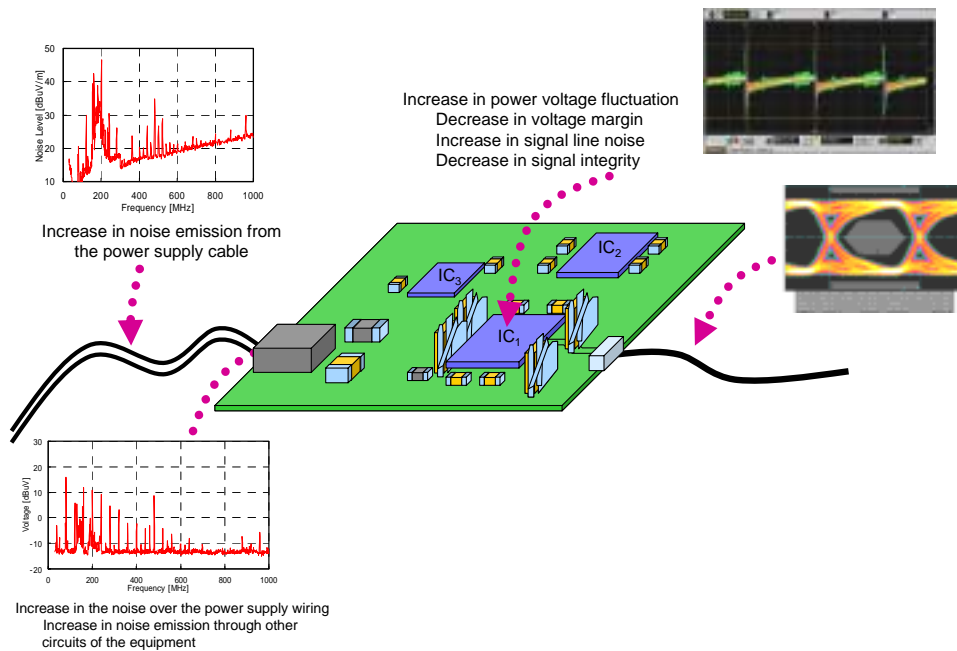 50
40
30
20
10
Noise Level [dBuV/m]
0 200 400 600 800 1000
Frequency [MHz]
Increase in noise emission from
the power supply cable
Increase in power voltage fluctuation
Decrease in voltage margin
Increase in signal line noise
Decrease in signal integrity
IC3
IC2
IC1
30
20
10
0
-10
-20
Voltage [dBuV]
0 200 400 600 800 1000
Frequency [MHz]
Increase in the noise over the power supply wiring
Increase in noise emission through other
circuits of the equipment